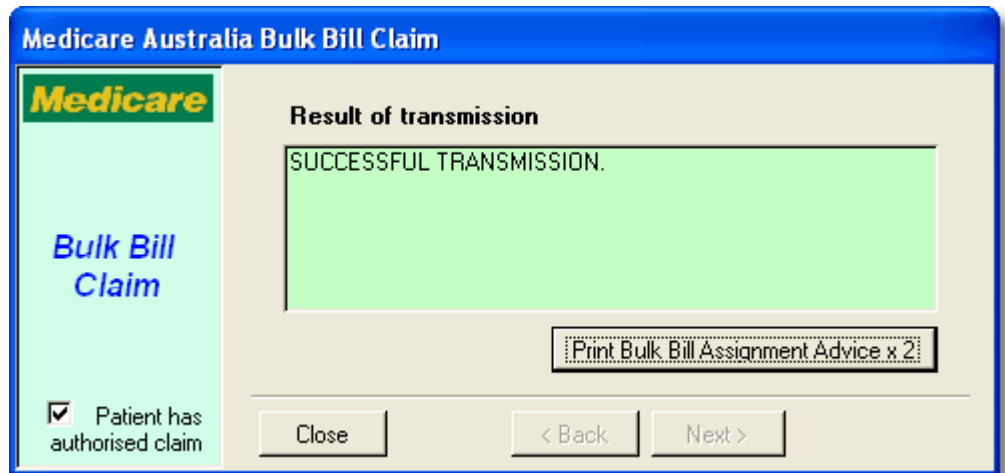 Medicare Australia Bulk Bill Claim
Medicare
Bulk Bill
Claim
Patient has
authorised claim
Result of transmission
SUCCESSFUL TRANSMISSION.
Print Bulk Bill Assignment Advice x 2
Close
< Back
Next >